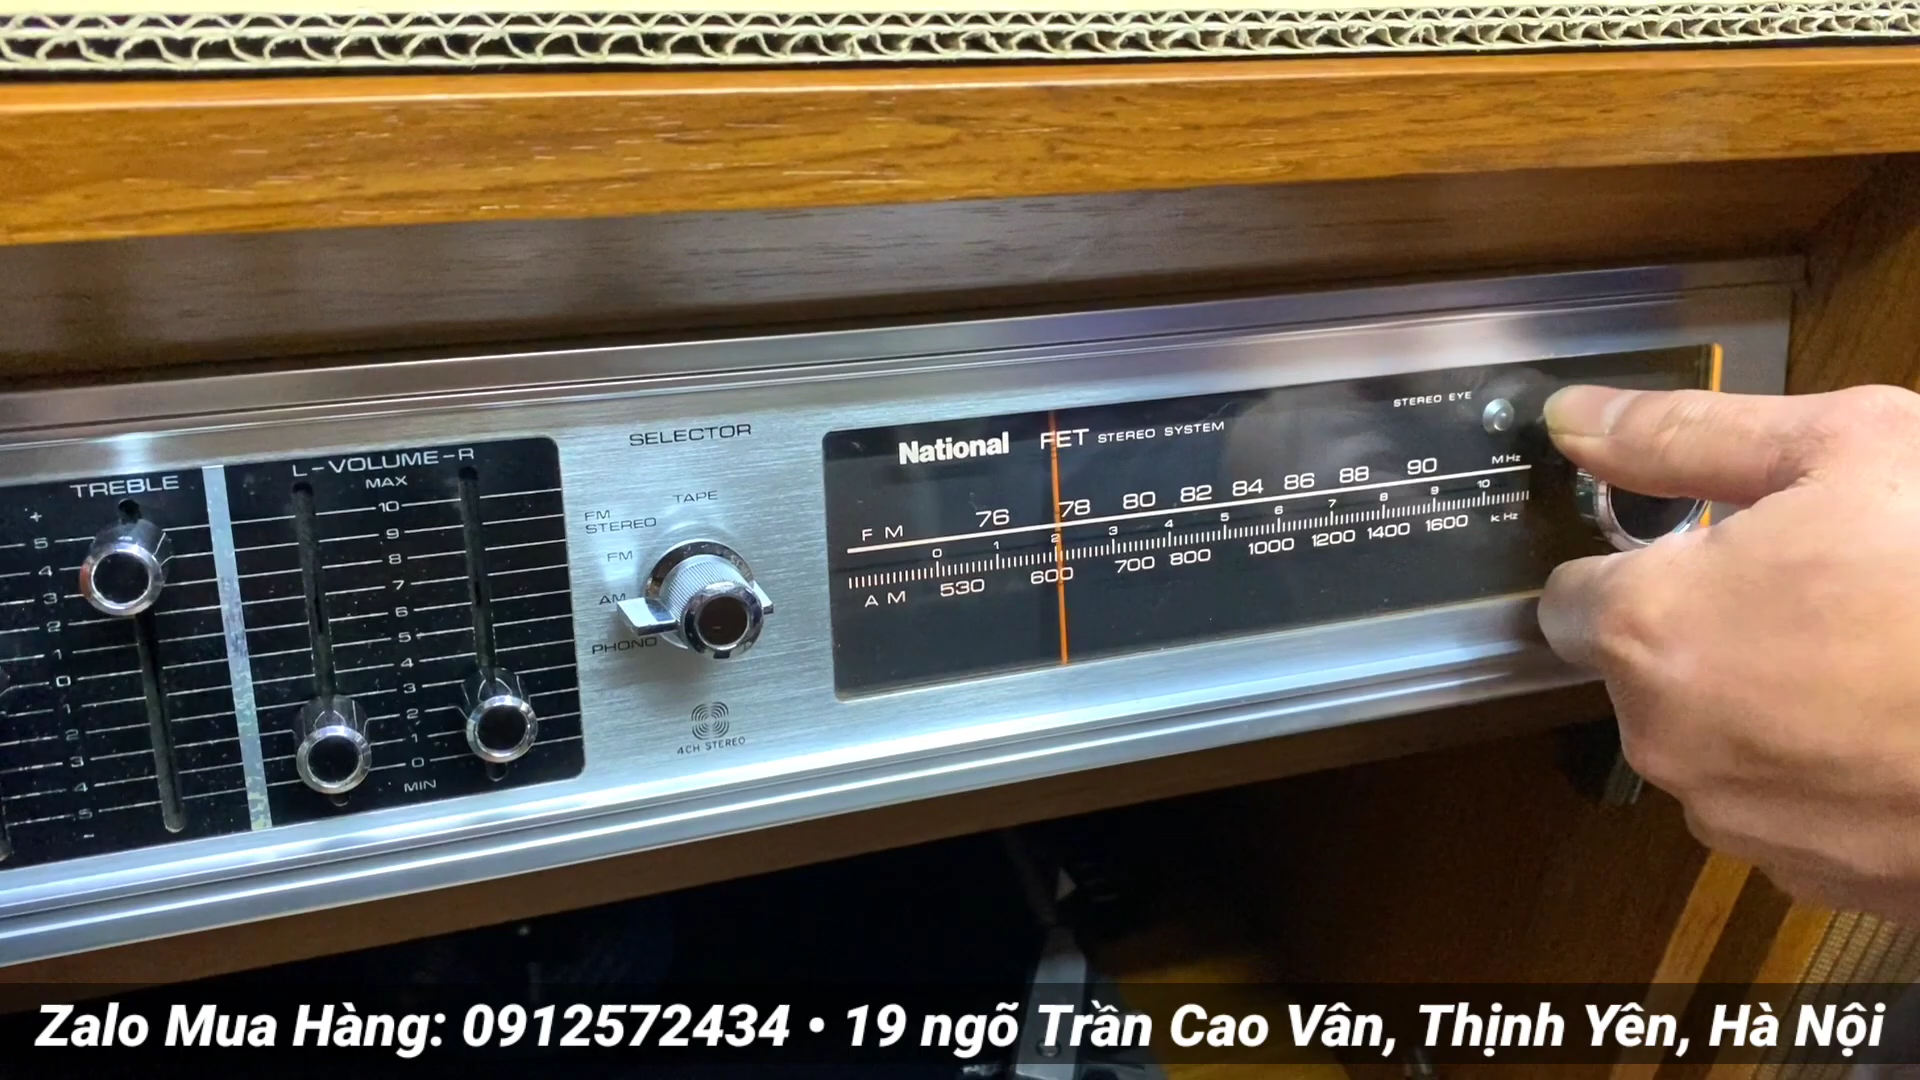 TREBLE
+
5
4
3
2
1
0
1
2
3
4
5
-
L-VOLUME-R
MAX
10
9
8
7
6
5
4
3
2
1
0
MIN
SELECTOR
TAPE
FM STEREO
FM
AM
PHONO
4CH STEREO
National FET STEREO SYSTEM
STEREO EYE
FM 76 78 80 82 84 86 88 90 MHz
0 1 2 3 4 5 6 7 8 9 10
AM 530 600 700 800 1000 1200 1400 1600 kHz
Zalo Mua Hàng: 0912572434 • 19 ngõ Trần Cao Vân, Thịnh Yên, Hà Nội